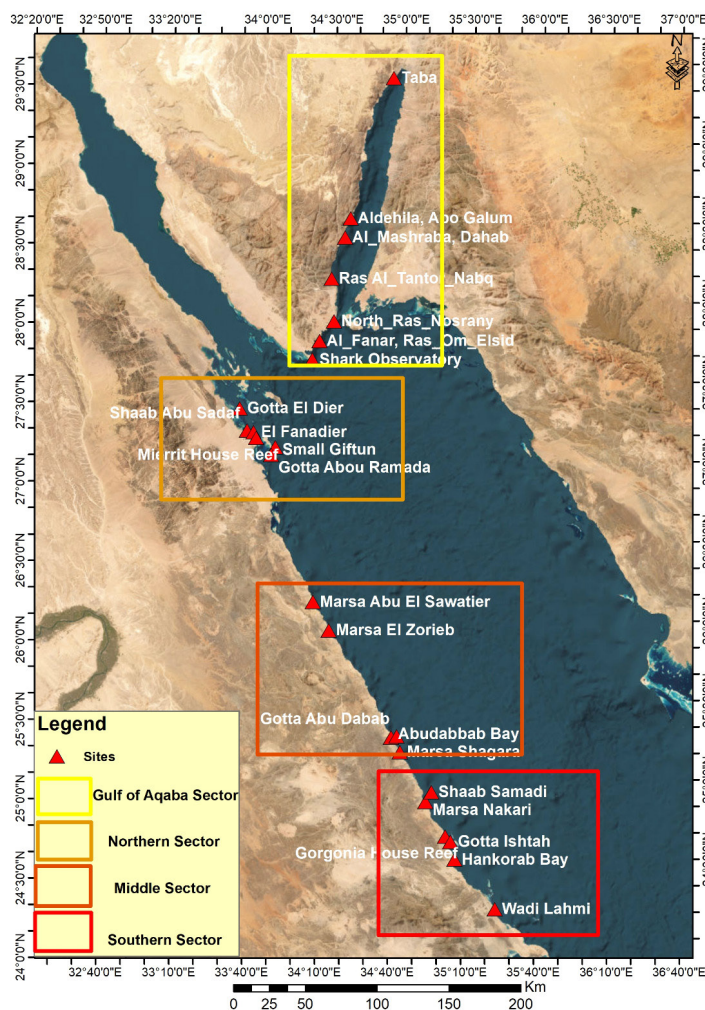 32°20'0"E 32°50'0"E 33°20'0"E 34°0'0"E 34°30'0"E 35°0'0"E 35°30'0"E 36°0'0"E 36°30'0"E 37°0'0"E
N
29°30'0"N
29°0'0"N
28°30'0"N
28°0'0"N
27°30'0"N
27°0'0"N
26°30'0"N
26°0'0"N
25°30'0"N
25°0'0"N
24°30'0"N
24°0'0"N
Taba
Aldehila, Abo Galum
Al_Mashraba, Dahab
Ras Al_Tantor_Nabq
North_Ras_Nosrany
Al_Fanar, Ras_Om_Elsid
Shark Observatory
Shaab Abu Sadaf
Gotta El Dier
El Fanadier
Mierrit House Reef
Small Giftun
Gotta Abou Ramada
Marsa Abu El Sawatier
Marsa El Zorieb
Gotta Abu Dabab
Abudabbab Bay
Marsa Shagara
Shaab Samadi
Marsa Nakari
Gotta Ishtah
Gorgonia House Reef
Hankorab Bay
Wadi Lahmi
Legend
Sites
Gulf of Aqaba Sector
Northern Sector
Middle Sector
Southern Sector
32°40'0"E 33°10'0"E 33°40'0"E 34°10'0"E 34°40'0"E 35°10'0"E 35°40'0"E 36°10'0"E 36°40'0"E
Km
0 25 50 100 150 200